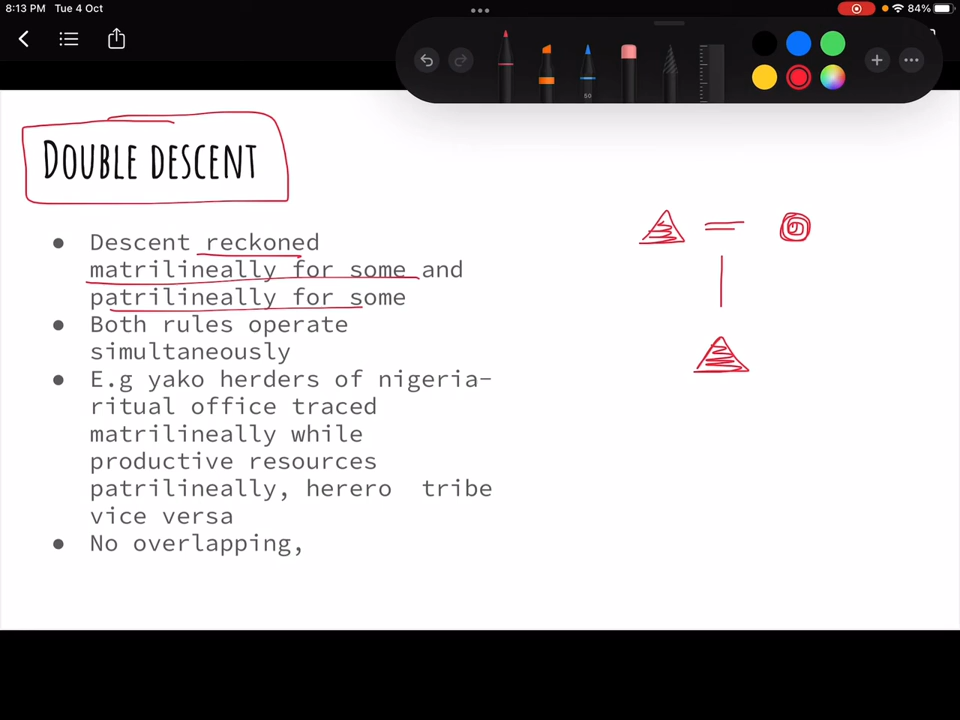 8:13 PM Tue 4 Oct
84%
50
DOUBLE DESCENT
● Descent reckoned
matrilineally for some and
patrilineally for some
● Both rules operate
simultaneously
● E.g yako herders of nigeria-
ritual office traced
matrilineally while
productive resources
patrilineally, herero tribe
vice versa
● No overlapping,